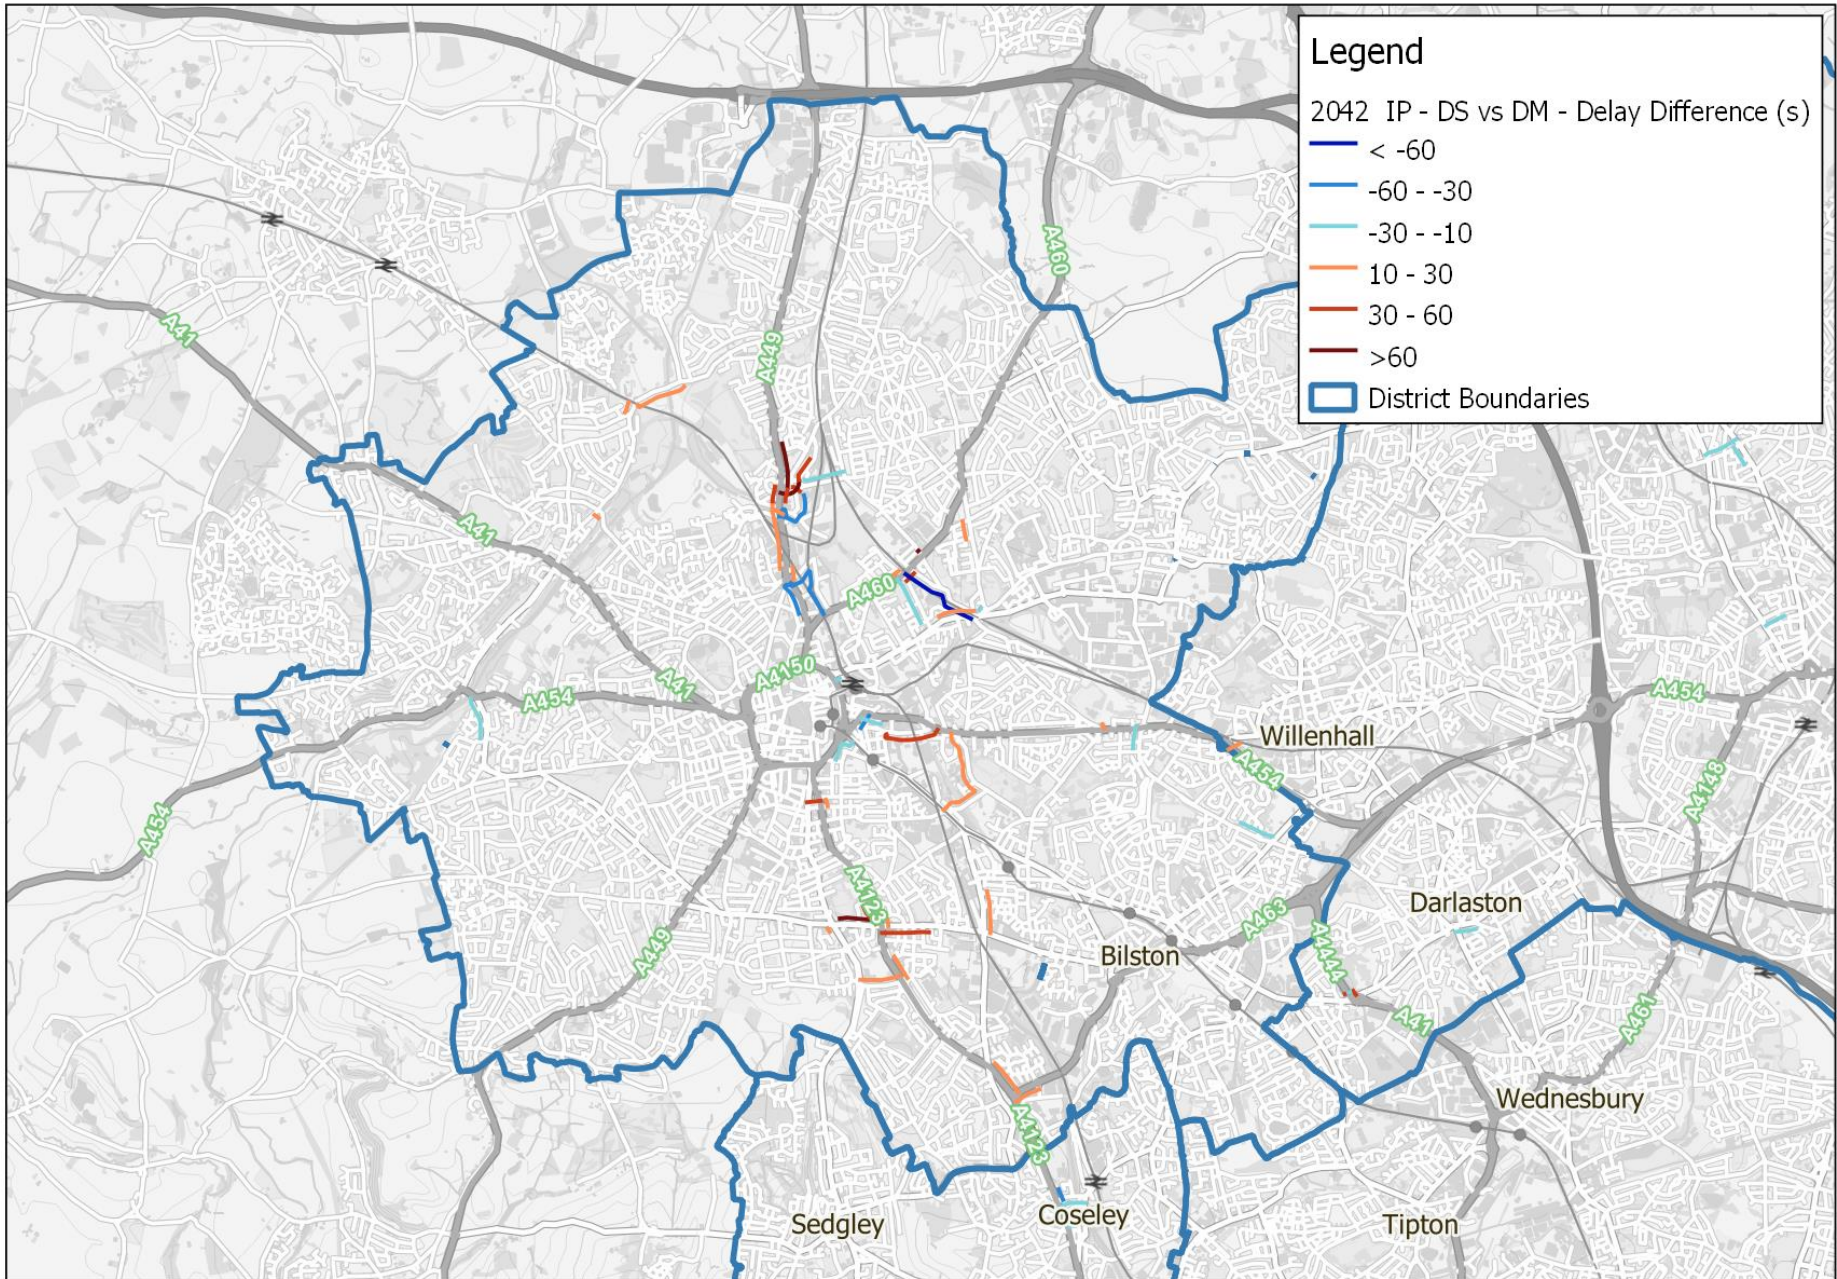 Legend
2042 IP - DS vs DM - Delay Difference (s)
< -60
-60 - -30
-30 - -10
10 - 30
30 - 60
>60
District Boundaries
A460
A41
A449
A41
A460
A4150
A41
A454
A454
Willenhall
A454
A454
A4148
A4123
Darlaston
A463
A449
A4444
Bilston
A41
A461
Wednesbury
A4123
Sedgley
Coseley
Tipton